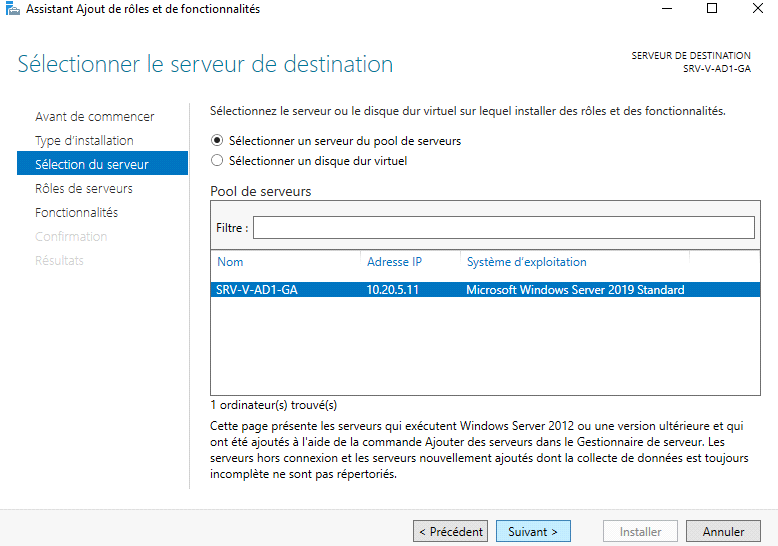 Assistant Ajout de rôles et de fonctionnalités
Sélectionner le serveur de destination
SERVEUR DE DESTINATION
SRV-V-AD1-GA
Avant de commencer
Type d'installation
Sélection du serveur
Rôles de serveurs
Fonctionnalités
Confirmation
Résultats
Sélectionnez le serveur ou le disque dur virtuel sur lequel installer des rôles et des fonctionnalités.
Sélectionner un serveur du pool de serveurs
Sélectionner un disque dur virtuel
Pool de serveurs
Filtre :
Nom Adresse IP Système d'exploitation
SRV-V-AD1-GA 10.20.5.11 Microsoft Windows Server 2019 Standard
1 ordinateur(s) trouvé(s)
Cette page présente les serveurs qui exécutent Windows Server 2012 ou une version ultérieure et qui
ont été ajoutés à l'aide de la commande Ajouter des serveurs dans le Gestionnaire de serveur. Les
serveurs hors connexion et les serveurs nouvellement ajoutés dont la collecte de données est toujours
incomplète ne sont pas répertoriés.
< Précédent Suivant > Installer Annuler